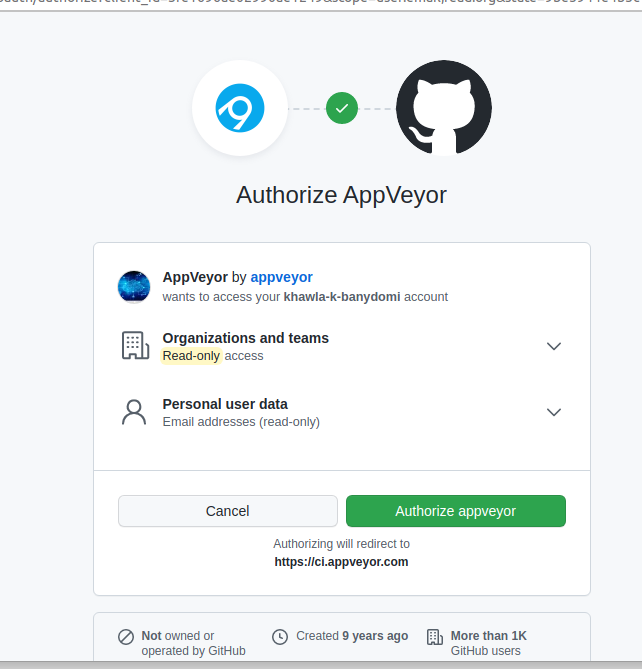 Authorize AppVeyor
AppVeyor by appveyor
wants to access your khawla-k-banydomi account
Organizations and teams
Read-only access
Personal user data
Email addresses (read-only)
Cancel
Authorize appveyor
Authorizing will redirect to
https://ci.appveyor.com
Not owned or
operated by GitHub
Created 9 years ago
More than 1K
GitHub users